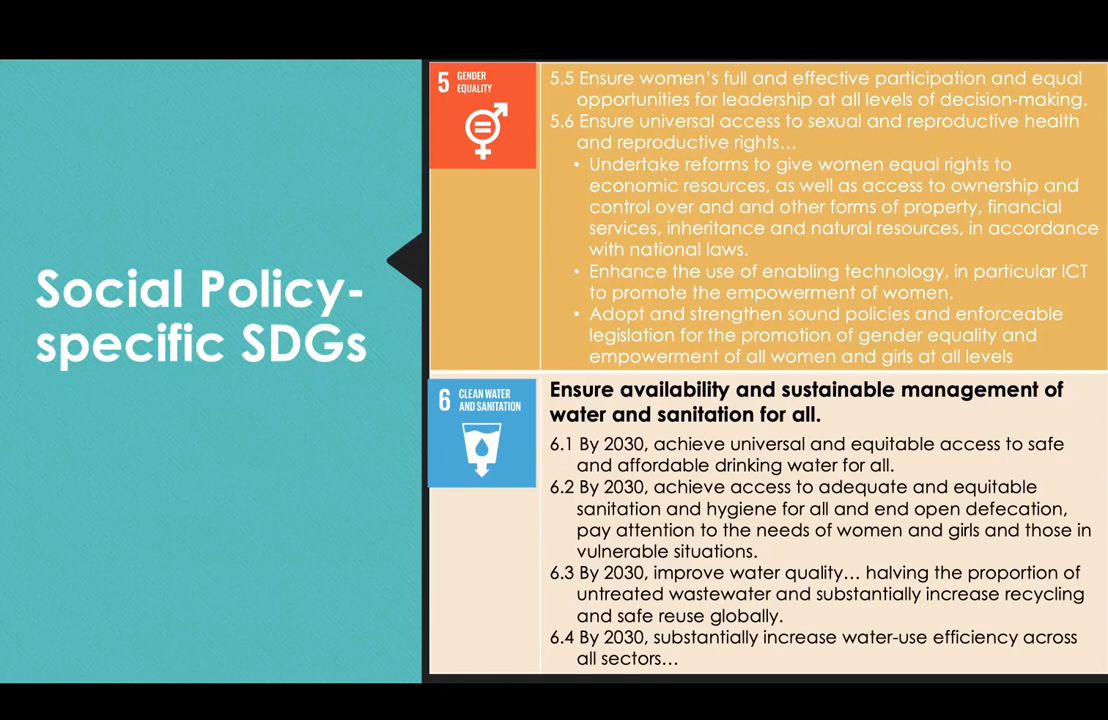 Social Policy-
specific SDGs
5 GENDER
EQUALITY
5.5 Ensure women's full and effective participation and equal
opportunities for leadership at all levels of decision-making.
5.6 Ensure universal access to sexual and reproductive health
and reproductive rights…
• Undertake reforms to give women equal rights to
economic resources, as well as access to ownership and
control over and and other forms of property, financial
services, inheritance and natural resources, in accordance
with national laws.
• Enhance the use of enabling technology, in particular ICT
to promote the empowerment of women.
• Adopt and strengthen sound policies and enforceable
legislation for the promotion of gender equality and
empowerment of all women and girls at all levels
6 CLEAN WATER
AND SANITATION
Ensure availability and sustainable management of
water and sanitation for all.
6.1 By 2030, achieve universal and equitable access to safe
and affordable drinking water for all.
6.2 By 2030, achieve access to adequate and equitable
sanitation and hygiene for all and end open defecation,
pay attention to the needs of women and girls and those in
vulnerable situations.
6.3 By 2030, improve water quality… halving the proportion of
untreated wastewater and substantially increase recycling
and safe reuse globally.
6.4 By 2030, substantially increase water-use efficiency across
all sectors…